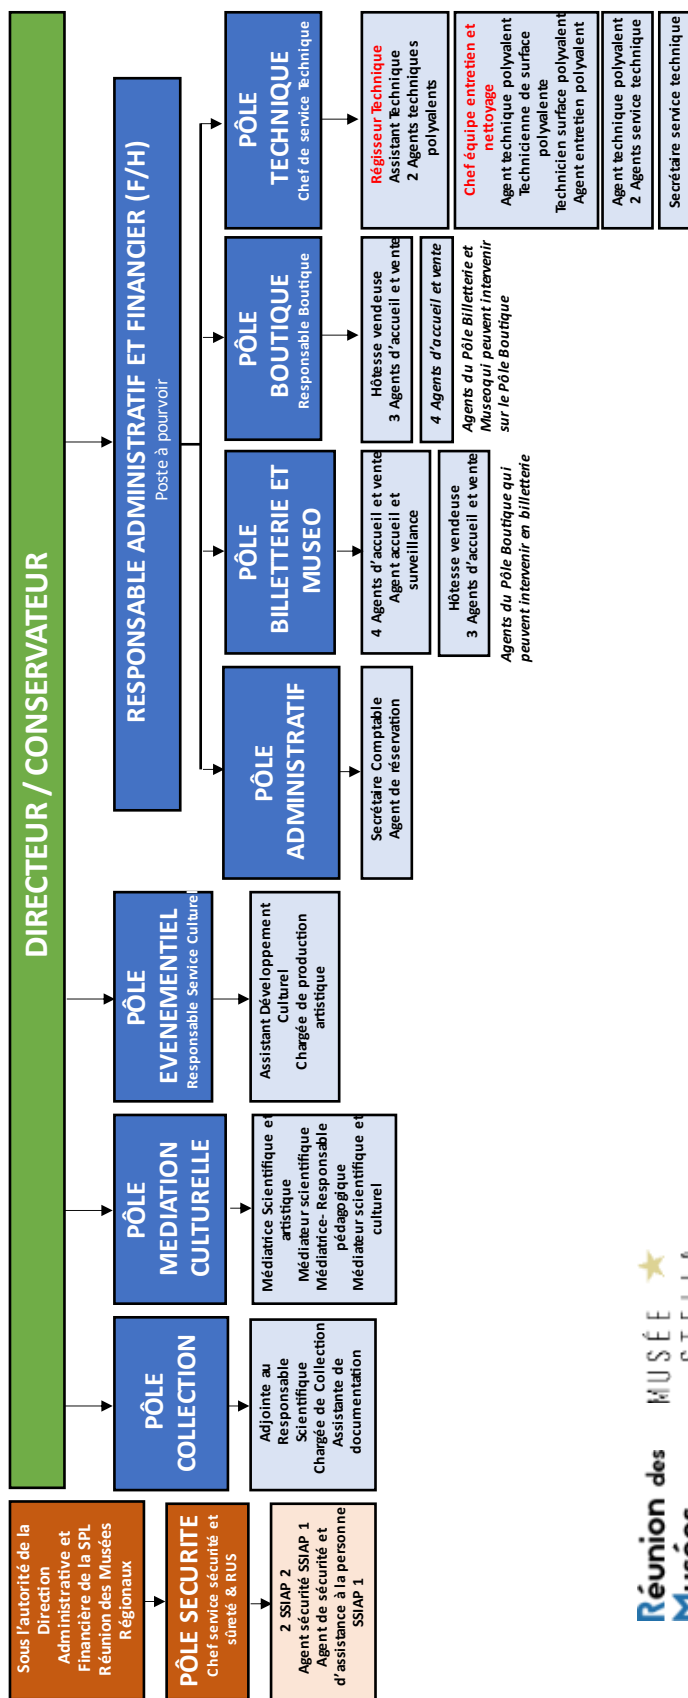 DIRECTEUR / CONSERVATEUR
Sous l'autorité de la
Direction
Administrative et
Financière de la SPL
Réunion des Musées
Régionaux
PÔLE SECURITE
Chef service sécurité et
sûreté & RUS
2 SSIAP 2
Agent sécurité SSIAP 1
Agent de sécurité et
d'assistance à la personne
SSIAP 1
PÔLE
COLLECTION
Adjointe au
Responsable
Scientifique
Chargée de Collection
Assistante de
documentation
PÔLE
MEDIATION
CULTURELLE
Médiatrice Scientifique et
artistique
Médiateur scientifique
Médiatrice- Responsable
pédagogique
Médiateur scientifique et
culturel
PÔLE
EVENEMENTIEL
Responsable Service Culturel
Assistant Développement
Culturel
Chargée de production
artistique
RESPONSABLE ADMINISTRATIF ET FINANCIER (F/H)
Poste à pourvoir
PÔLE
ADMINISTRATIF
Secrétaire Comptable
Agent de réservation
PÔLE
BILLETTERIE ET
MUSEO
4 Agents d'accueil et vente
Agent accueil et
surveillance
Hôtesse vendeuse
3 Agents d'accueil et vente
Agents du Pôle Boutique qui
peuvent intervenir en billetterie
PÔLE
BOUTIQUE
Responsable Boutique
Hôtesse vendeuse
3 Agents d'accueil et vente
4 Agents d'accueil et vente
Agents du Pôle Billetterie et
Museoqui peuvent intervenir
sur le Pôle Boutique
PÔLE
TECHNIQUE
Chef de service Technique
Régisseur Technique
Assistant Technique
2 Agents techniques
polyvalents
Chef équipe entretien et
nettoyage
Agent technique polyvalent
Technicienne de surface
polyvalente
Technicien surface polyvalent
Agent entretien polyvalent
Agent technique polyvalent
2 Agents service technique
Secrétaire service technique
Réunion des
Musées
MUSÉE
STELLA